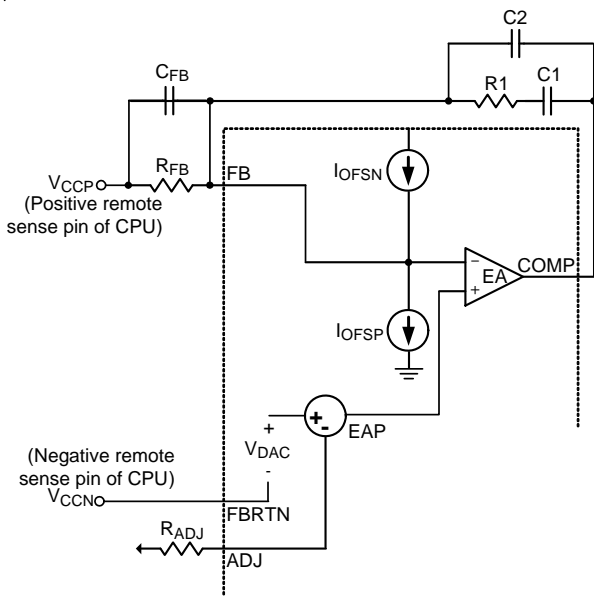 C2
CFB
R1
C1
RFB
FB
IOFSN
VCCP
(Positive remote
sense pin of CPU)
−
EA
+
COMP
IOFSP
+
-
EAP
+
VDAC
-
(Negative remote
sense pin of CPU)
VCCN
FBRTN
RADJ
ADJ